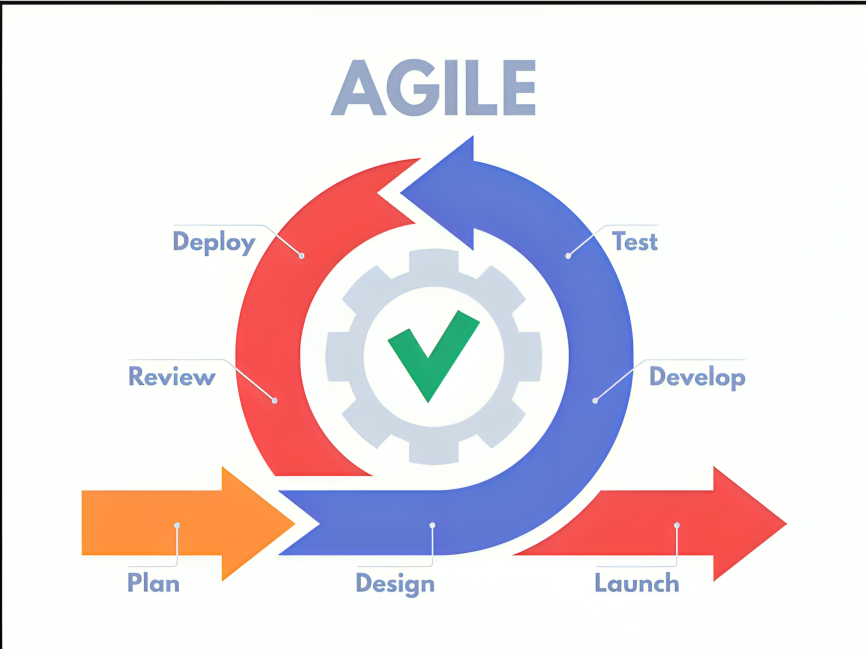 AGILE
Deploy
Test
Review
Develop
Plan
Design
Launch